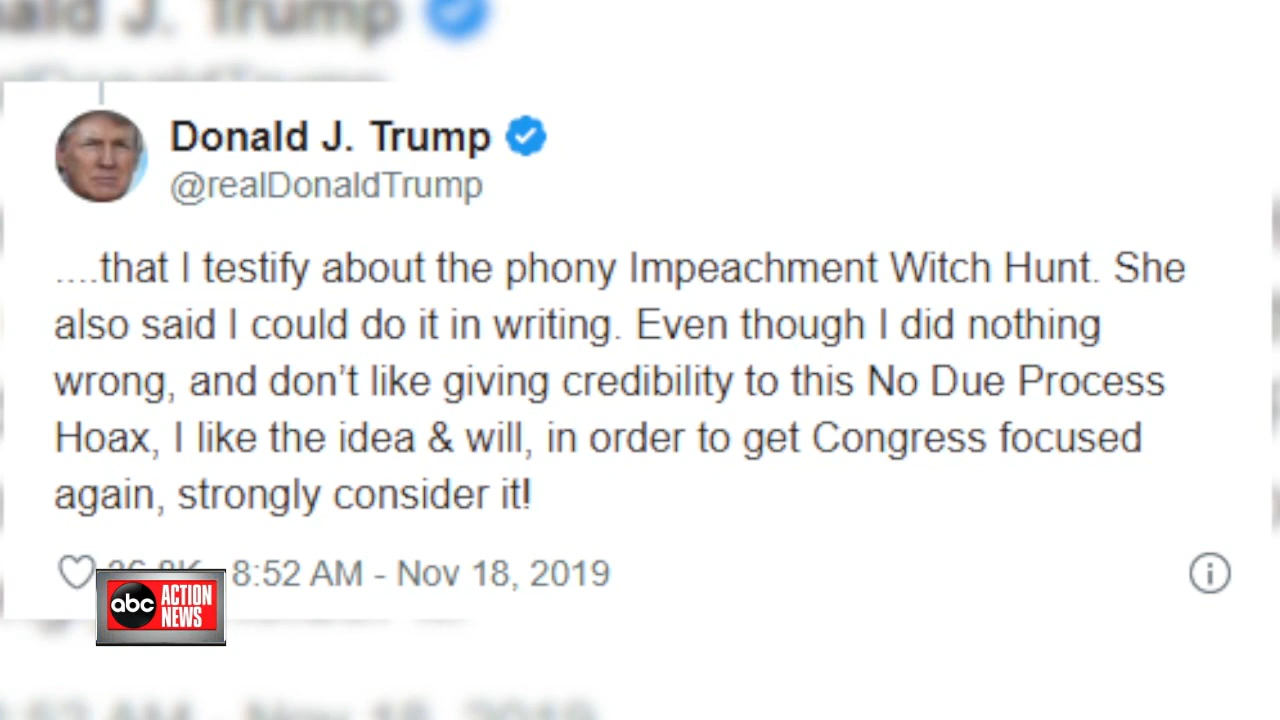 Donald J. Trump
@realDonaldTrump
....that I testify about the phony Impeachment Witch Hunt. She
also said I could do it in writing. Even though I did nothing
wrong, and don’t like giving credibility to this No Due Process
Hoax, I like the idea & will, in order to get Congress focused
again, strongly consider it!
8:52 AM - Nov 18, 2019
abc ACTION
NEWS